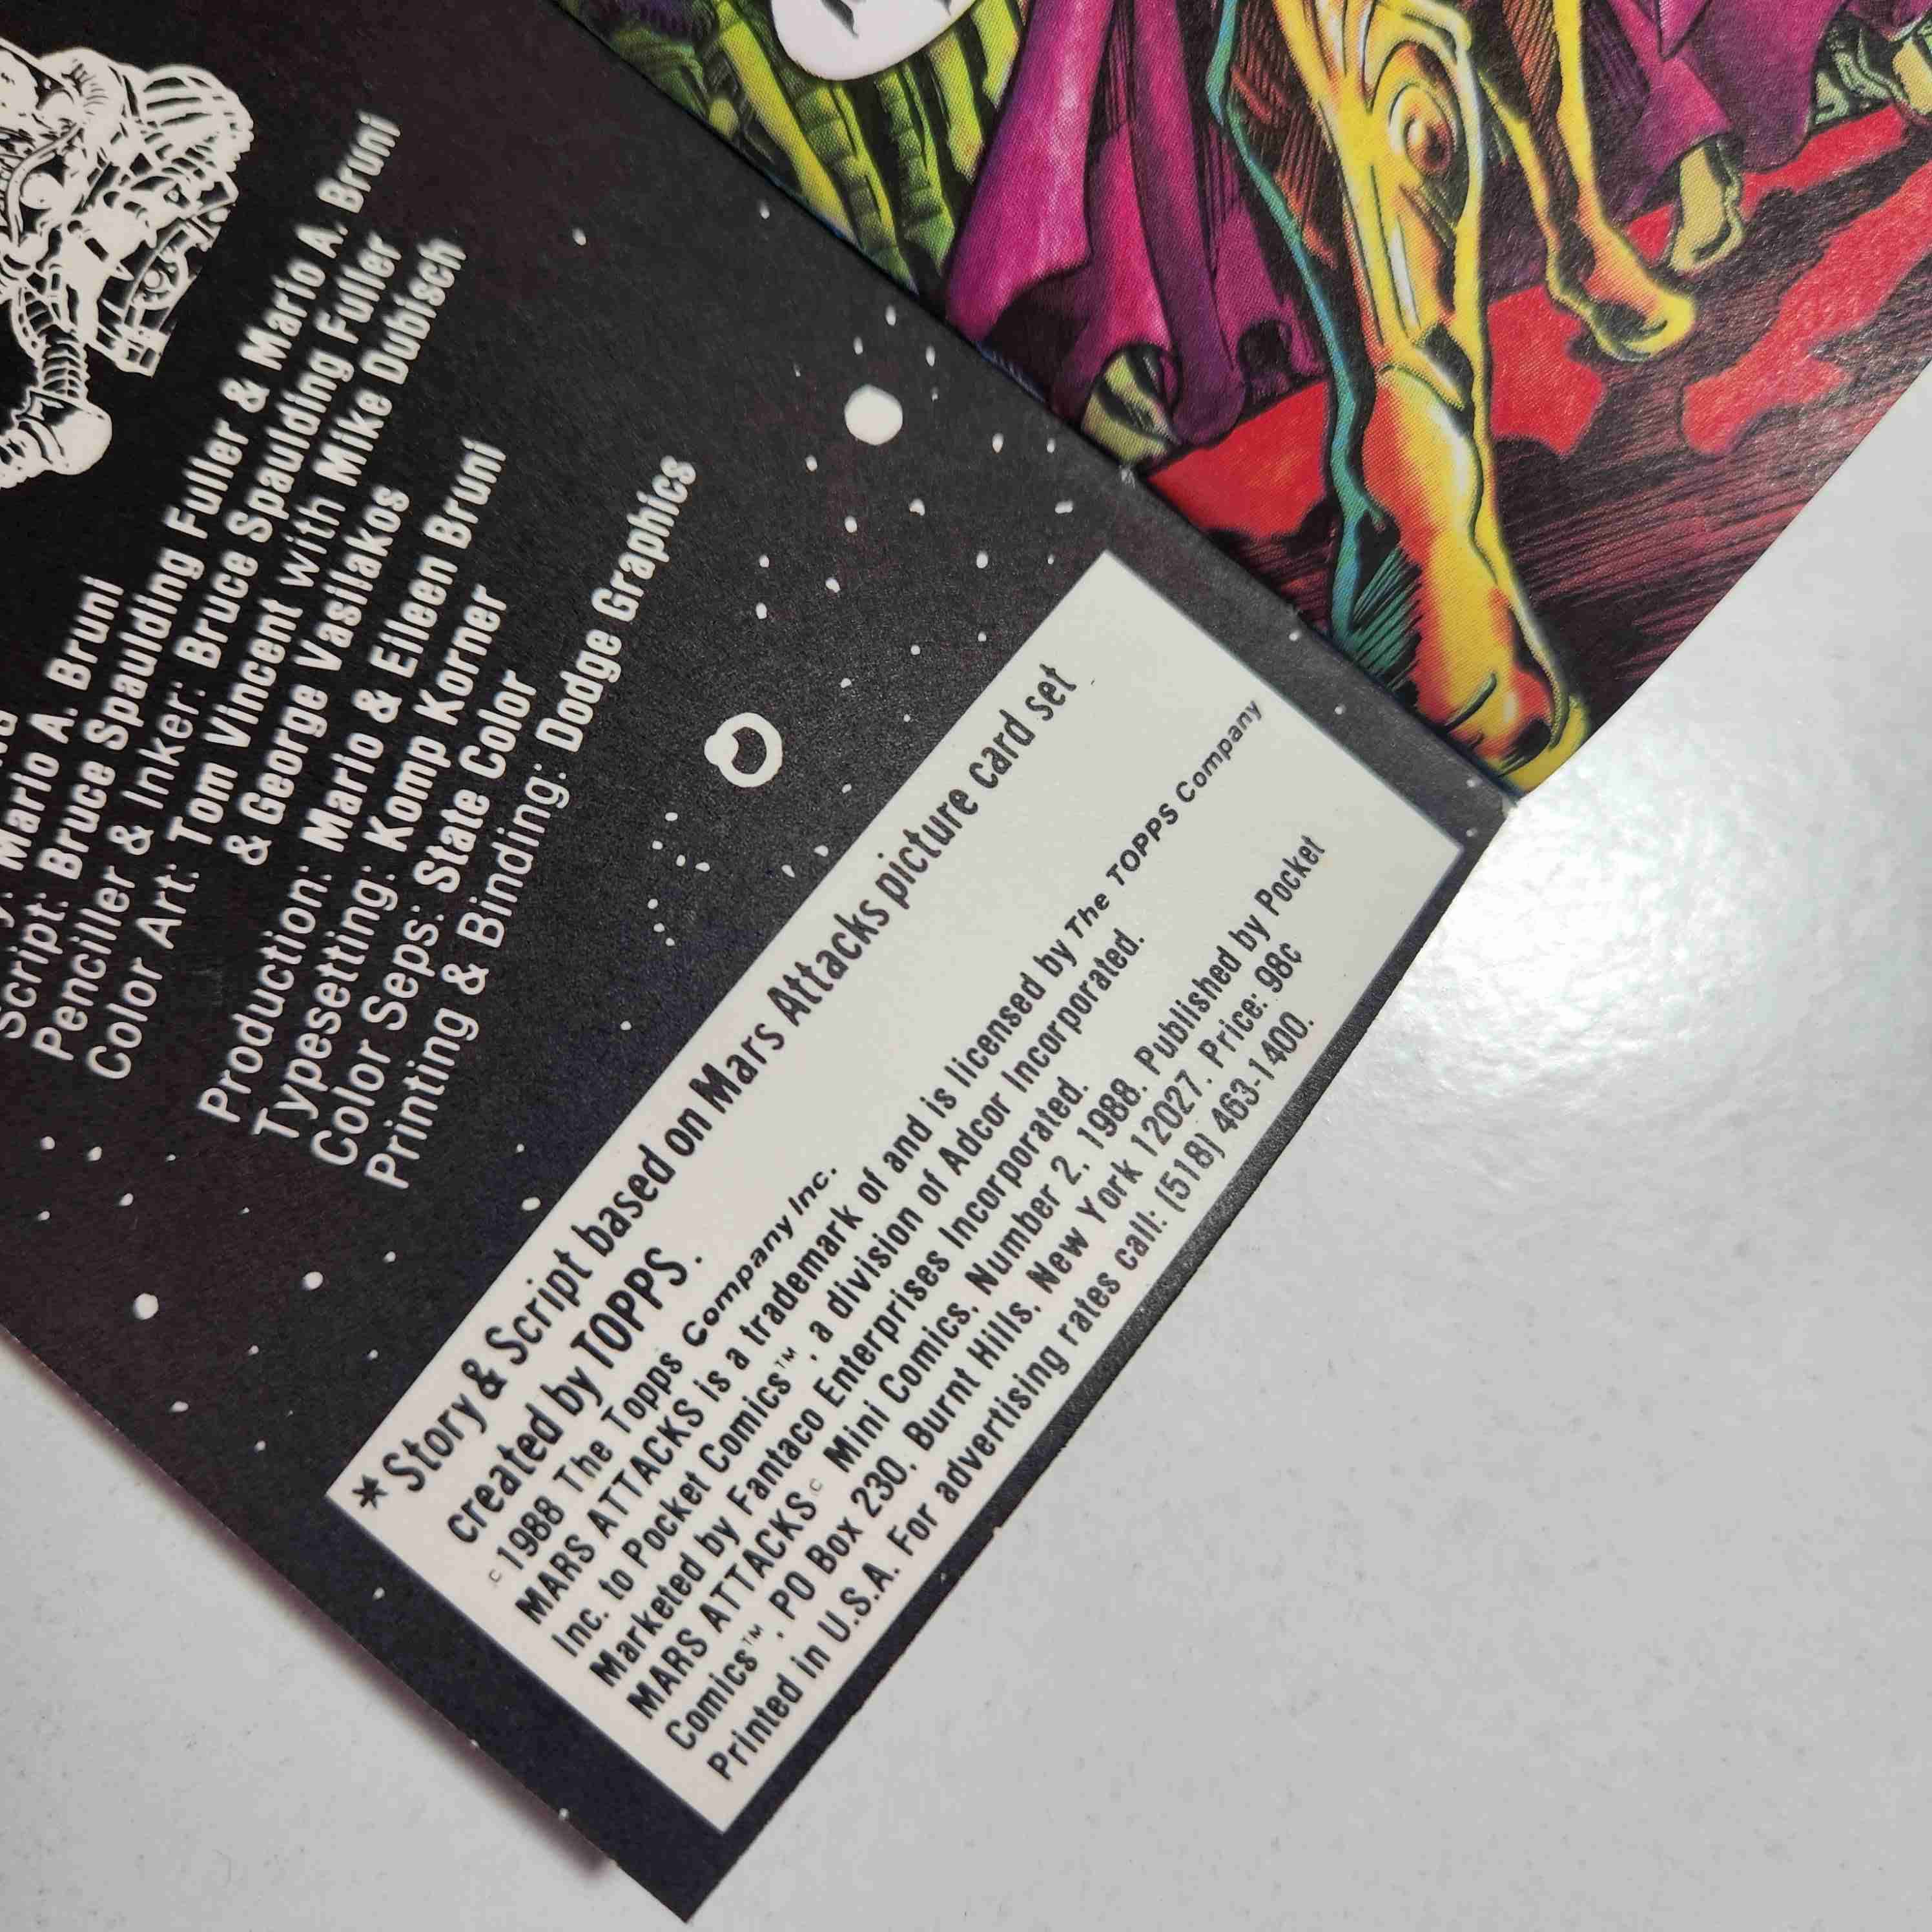 Mario A. Bruni
Script: Bruce Spaulding Fuller & Mario A. Bruni
Penciller & Inker: Bruce Spaulding Fuller
Color Art: Tom Vincent with Mike Dubisch
& George Vasilakos
Production: Mario & Eileen Bruni
Typesetting: Komp Korner
Color Seps: State Color
Printing & Binding: Dodge Graphics
*Story & Script based on Mars Attacks picture card set
created by TOPPS.
© 1988 The Topps Company Inc.
MARS ATTACKS is a trademark of and is licensed by The TOPPS Company
Inc. to Pocket Comics™, a division of Adcor Incorporated.
Marketed by Fantaco Enterprises Incorporated.
MARS ATTACKS© Mini Comics, Number 2, 1988. Published by Pocket
Comics™, PO Box 230, Burnt Hills, New York 12027. Price: 98¢
Printed in U.S.A. For advertising rates call: (518) 463-1400.